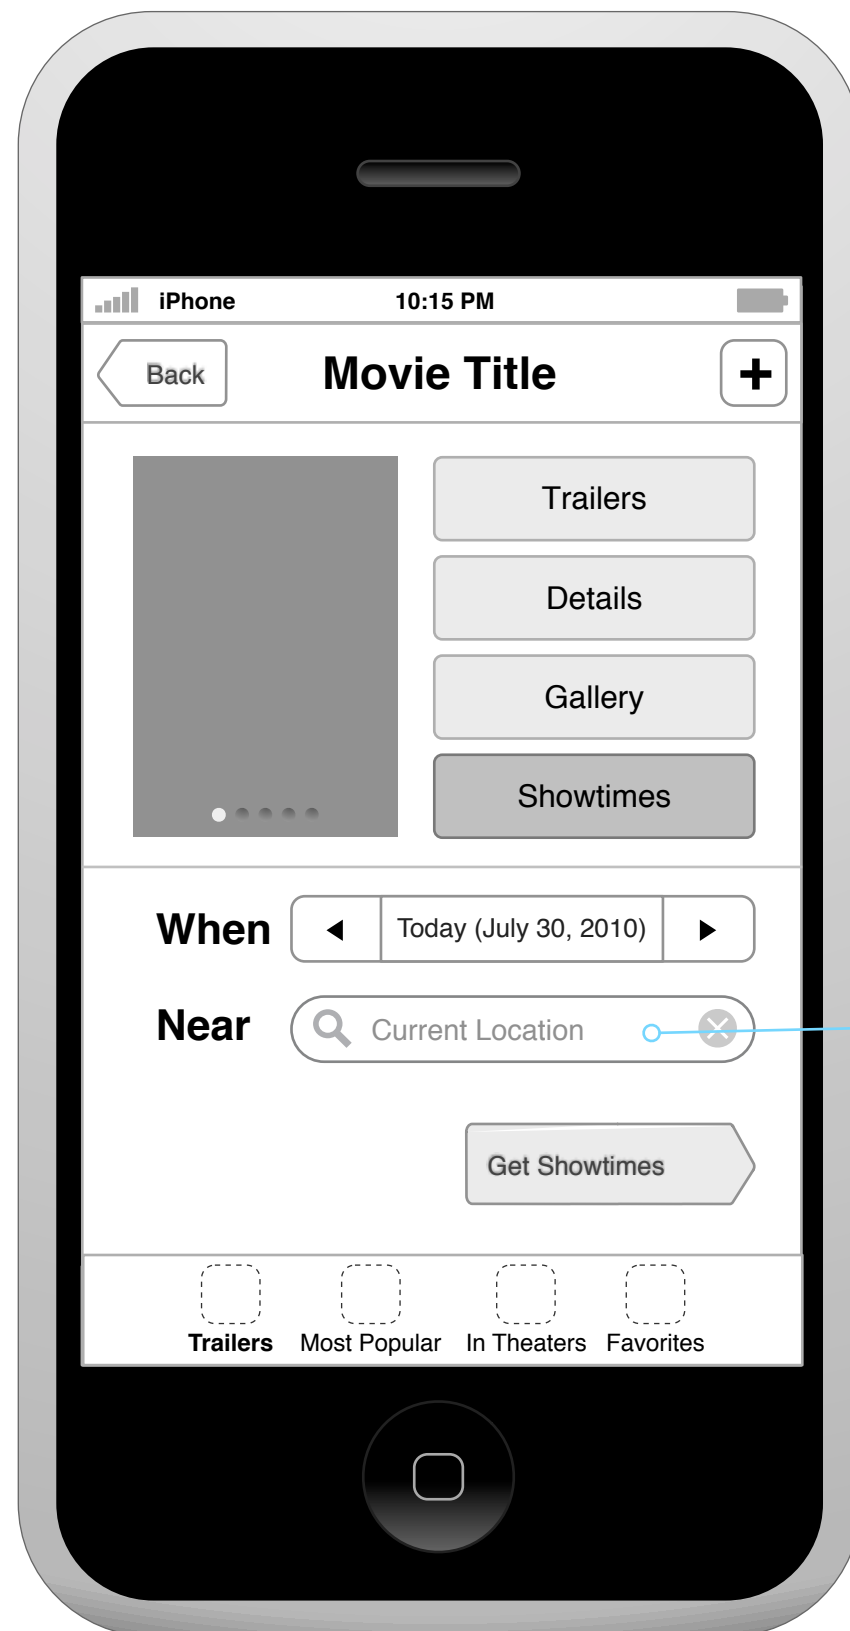 iPhone 10:15 PM
Back Movie Title +
Trailers
Details
Gallery
Showtimes
When Today (July 30, 2010)
Near Current Location
Get Showtimes
Trailers Most Popular In Theaters Favorites